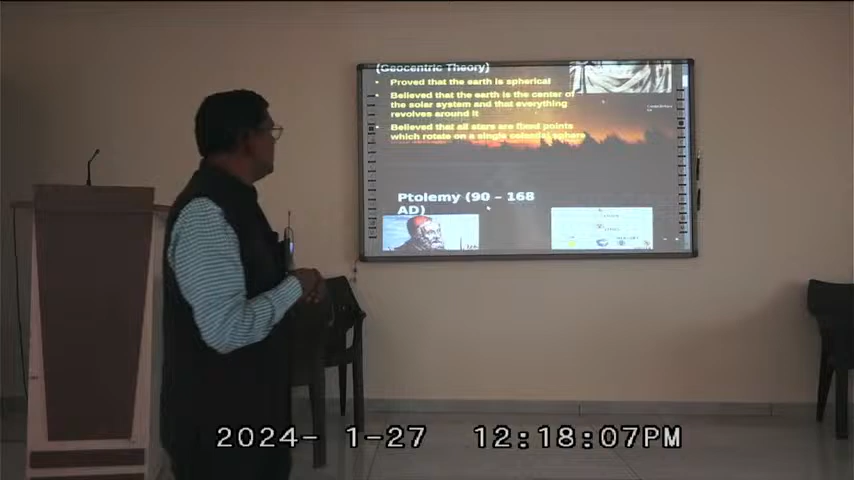 (Geocentric Theory)
• Proved that the earth is spherical
• Believed that the earth is the center of
the solar system and that everything
revolves around it
• Believed that all stars are fixed points
which rotate on a single celestial sphere
Ptolemy (90 – 168
AD)
2024- 1-27 12:18:07PM